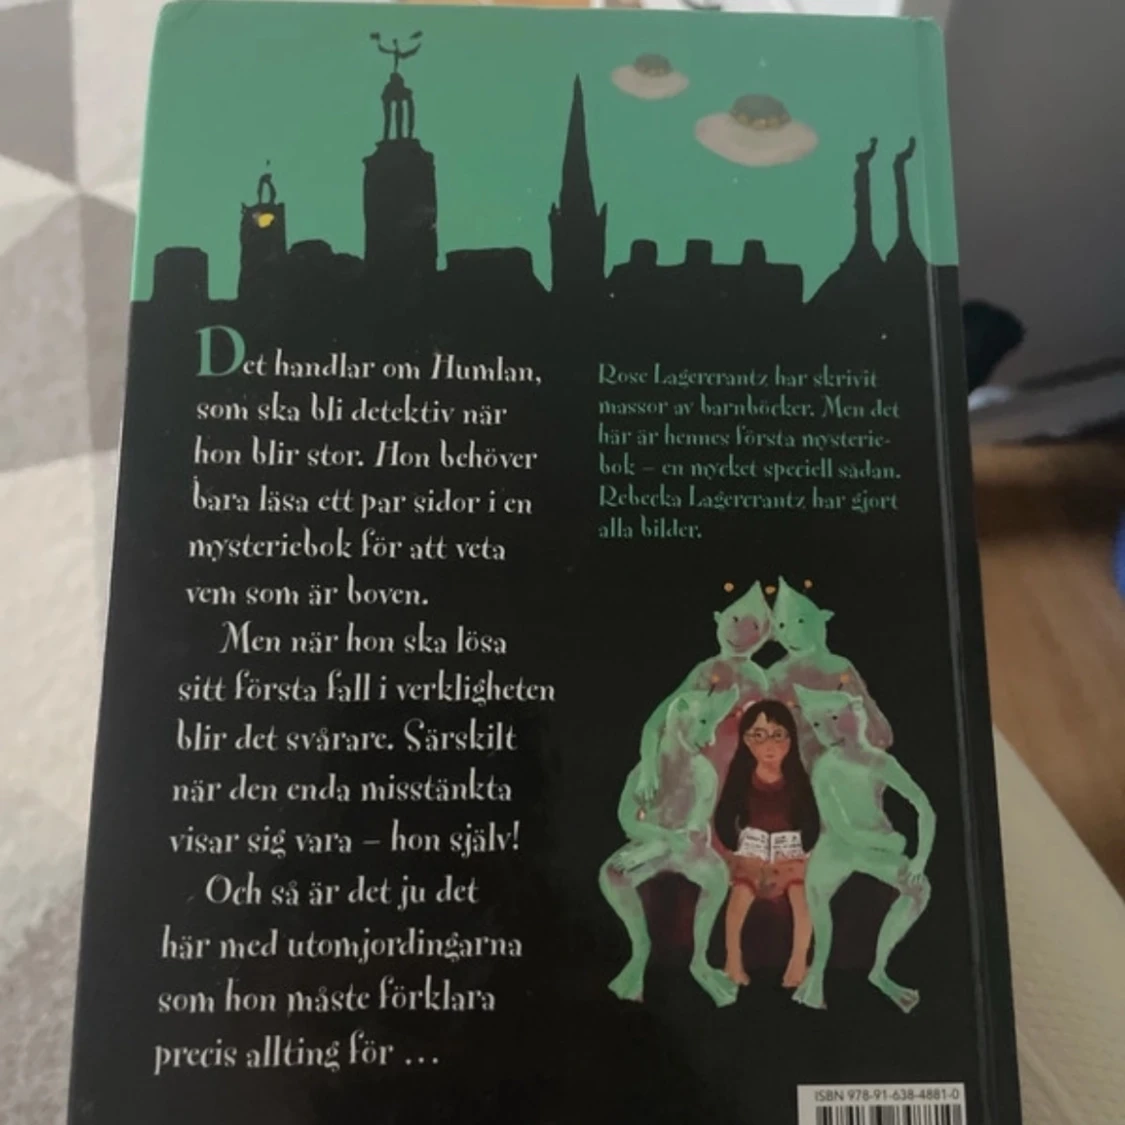 Det handlar om Humlan,
som ska bli detektiv när
hon blir stor. Hon behöver
bara läsa ett par sidor i en
mysteriebok för att veta
vem som är boven.
Men när hon ska lösa
sitt första fall i verkligheten
blir det svårare. Särskilt
när den enda misstänkta
visar sig vara – hon själv!
Och så är det ju det
här med utomjordingarna
som hon måste förklara
precis allting för ...
Rose Lagercrantz har skrivit
massor av barnböcker. Men det
här är hennes första mysterie-
bok – en mycket speciell sådan.
Rebecka Lagercrantz har gjort
alla bilder.
ISBN 978-91-638-4881-0